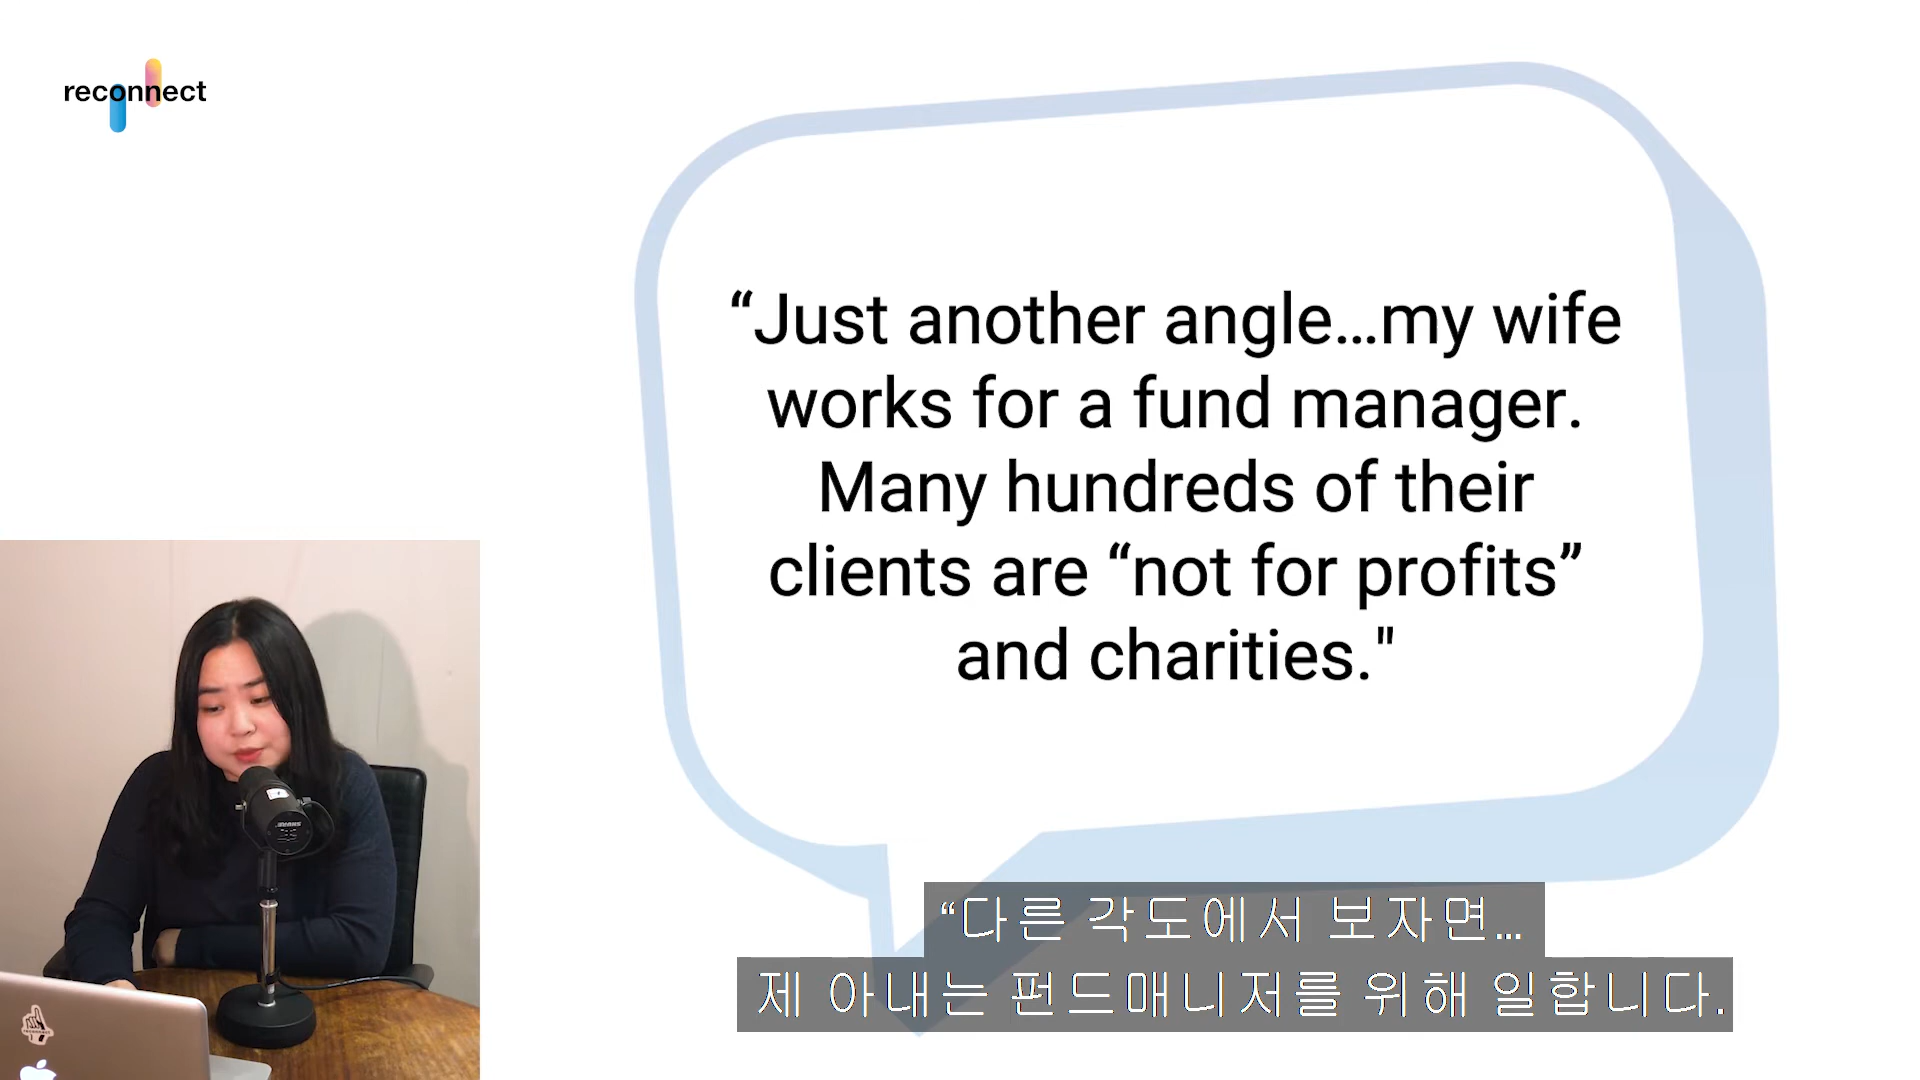 reconnect
“Just another angle…my wife
works for a fund manager.
Many hundreds of their
clients are “not for profits”
and charities."
“다른 각도에서 보자면...
제 아내는 펀드매니저를 위해 일합니다.